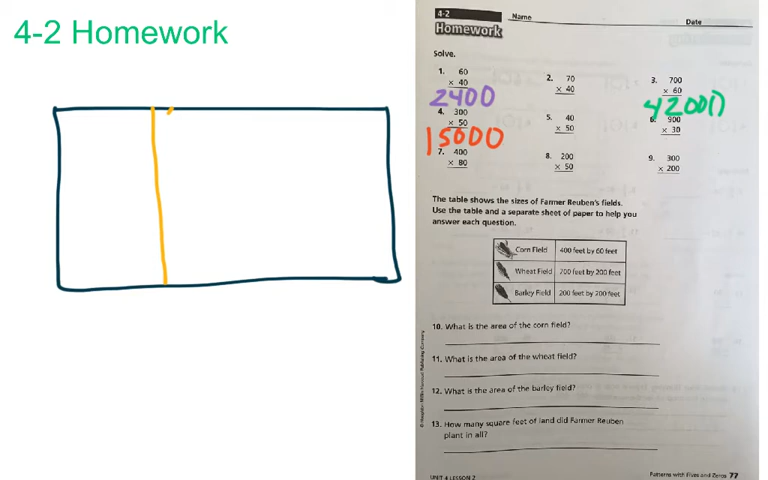 4-2 Homework
4-2
Name
Date
Homework
Solve.
1. 60
× 40
2400
2. 70
× 40
3. 700
× 60
42000
4. 300
× 50
15000
5. 40
× 50
6. 900
× 30
7. 400
× 80
8. 200
× 50
9. 300
× 200
The table shows the sizes of Farmer Reuben's fields.
Use the table and a separate sheet of paper to help you
answer each question.
Corn Field 400 feet by 60 feet
Wheat Field 700 feet by 200 feet
Barley Field 200 feet by 200 feet
10. What is the area of the corn field?
11. What is the area of the wheat field?
12. What is the area of the barley field?
13. How many square feet of land did Farmer Reuben
plant in all?
© Houghton Mifflin Harcourt Publishing Company
UNIT 4 LESSON 2
Patterns with Fives and Zeros 77